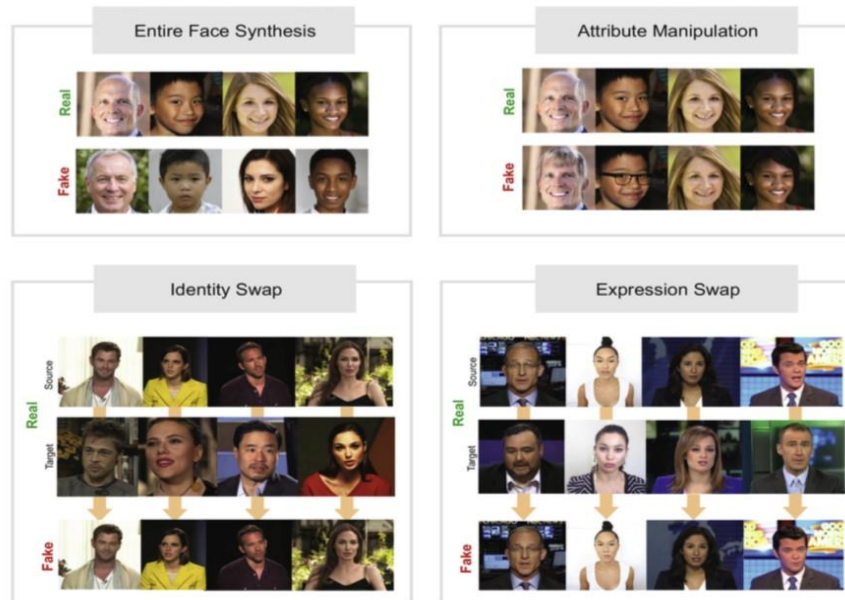 Entire Face Synthesis
Real
Fake
Attribute Manipulation
Real
Fake
Identity Swap
Real
Source
Target
Fake
Expression Swap
Real
Source
Target
Fake